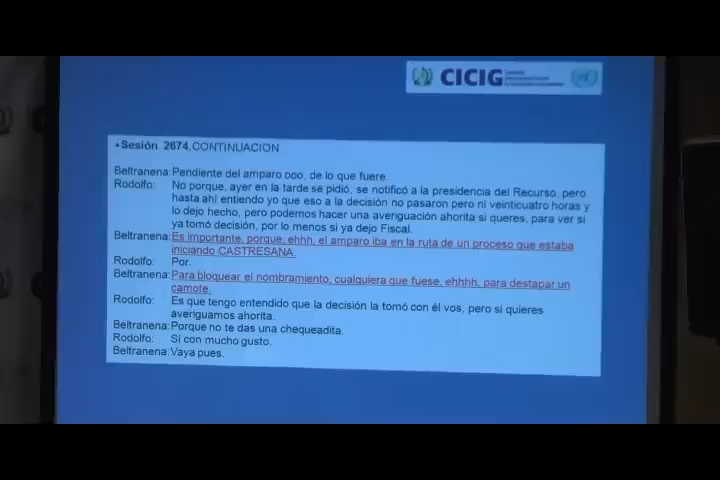 CICIG
Sesión 2674,CONTINUACION
Beltranena: Pendiente del amparo ooo, de lo que fuere.
Rodolfo: No porque, ayer en la tarde se pidió, se notificó a la presidencia del Recurso, pero
hasta ahí entiendo yo que eso a la decisión no pasaron pero ni veinticuatro horas y
lo dejo hecho, pero podemos hacer una averiguación ahorita si queres, para ver si
ya tomó decisión, por lo menos si ya dejo Fiscal.
Beltranena: Es importante, porque, ehhh, el amparo iba en la ruta de un proceso que estaba
iniciando CASTRESANA.
Rodolfo: Por.
Beltranena: Para bloquear el nombramiento, cualquiera que fuese, ehhhh, para destapar un
camote.
Rodolfo: Es que tengo entendido que la decisión la tomó con él vos, pero si quieres
averiguamos ahorita.
Beltranena: Porque no te das una chequeadita.
Rodolfo: Si con mucho gusto.
Beltranena: Vaya pues.